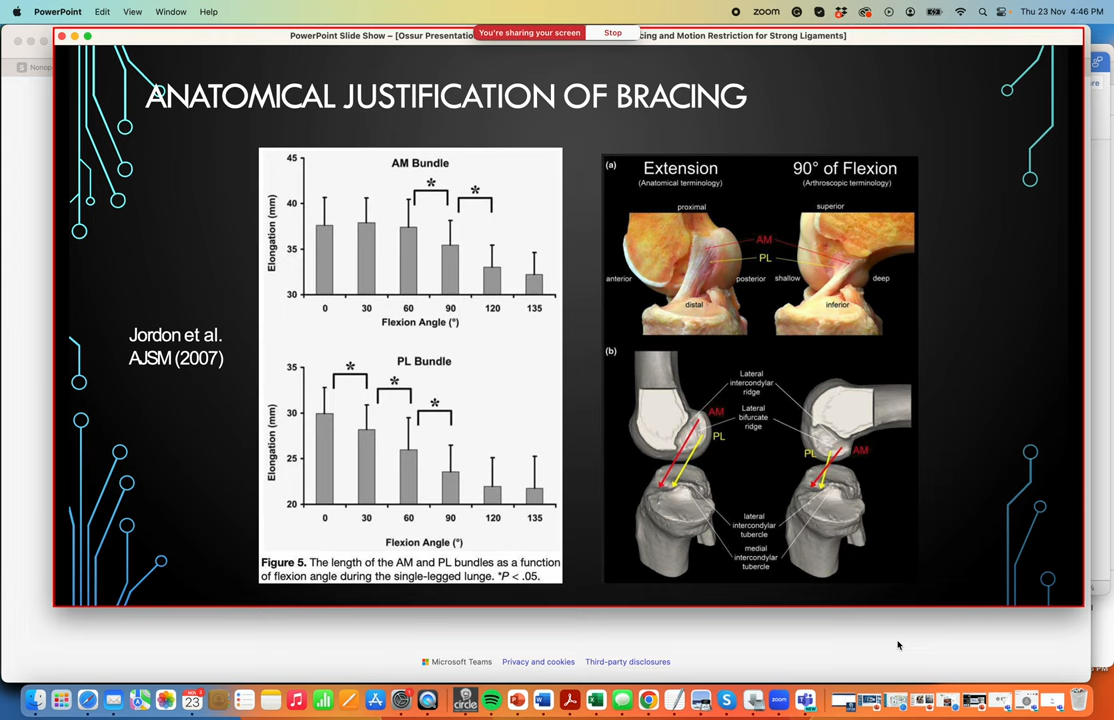 PowerPoint Edit View Window Help
zoom
Thu 23 Nov 4:46 PM
PowerPoint Slide Show – [Ossur Presentatio
You're sharing your screen
Stop
cing and Motion Restriction for Strong Ligaments]
Nonop
ANATOMICAL JUSTIFICATION OF BRACING
Jordon et al.
AJSM (2007)
AM Bundle
Elongation (mm)
45
40
35
30
* *
0 30 60 90 120 135
Flexion Angle (°)
PL Bundle
Elongation (mm)
35
30
25
20
* * *
0 30 60 90 120 135
Flexion Angle (°)
Figure 5. The length of the AM and PL bundles as a function
of flexion angle during the single-legged lunge. *P < .05.
(a)
Extension
(Anatomical terminology)
90° of Flexion
(Arthroscopic terminology)
proximal
superior
AM
PL
anterior
posterior
shallow
deep
distal
inferior
(b)
Lateral
intercondylar
ridge
Lateral
bifurcate
ridge
AM
PL
PL
AM
lateral
intercondylar
tubercle
medial
intercondylar
tubercle
Microsoft Teams Privacy and cookies Third-party disclosures
NOV
23
circle
zoom
NEW